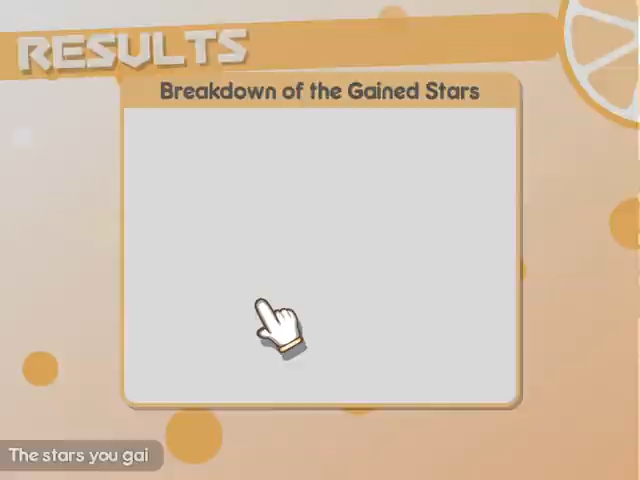 RESULTS
Breakdown of the Gained Stars
The stars you gai